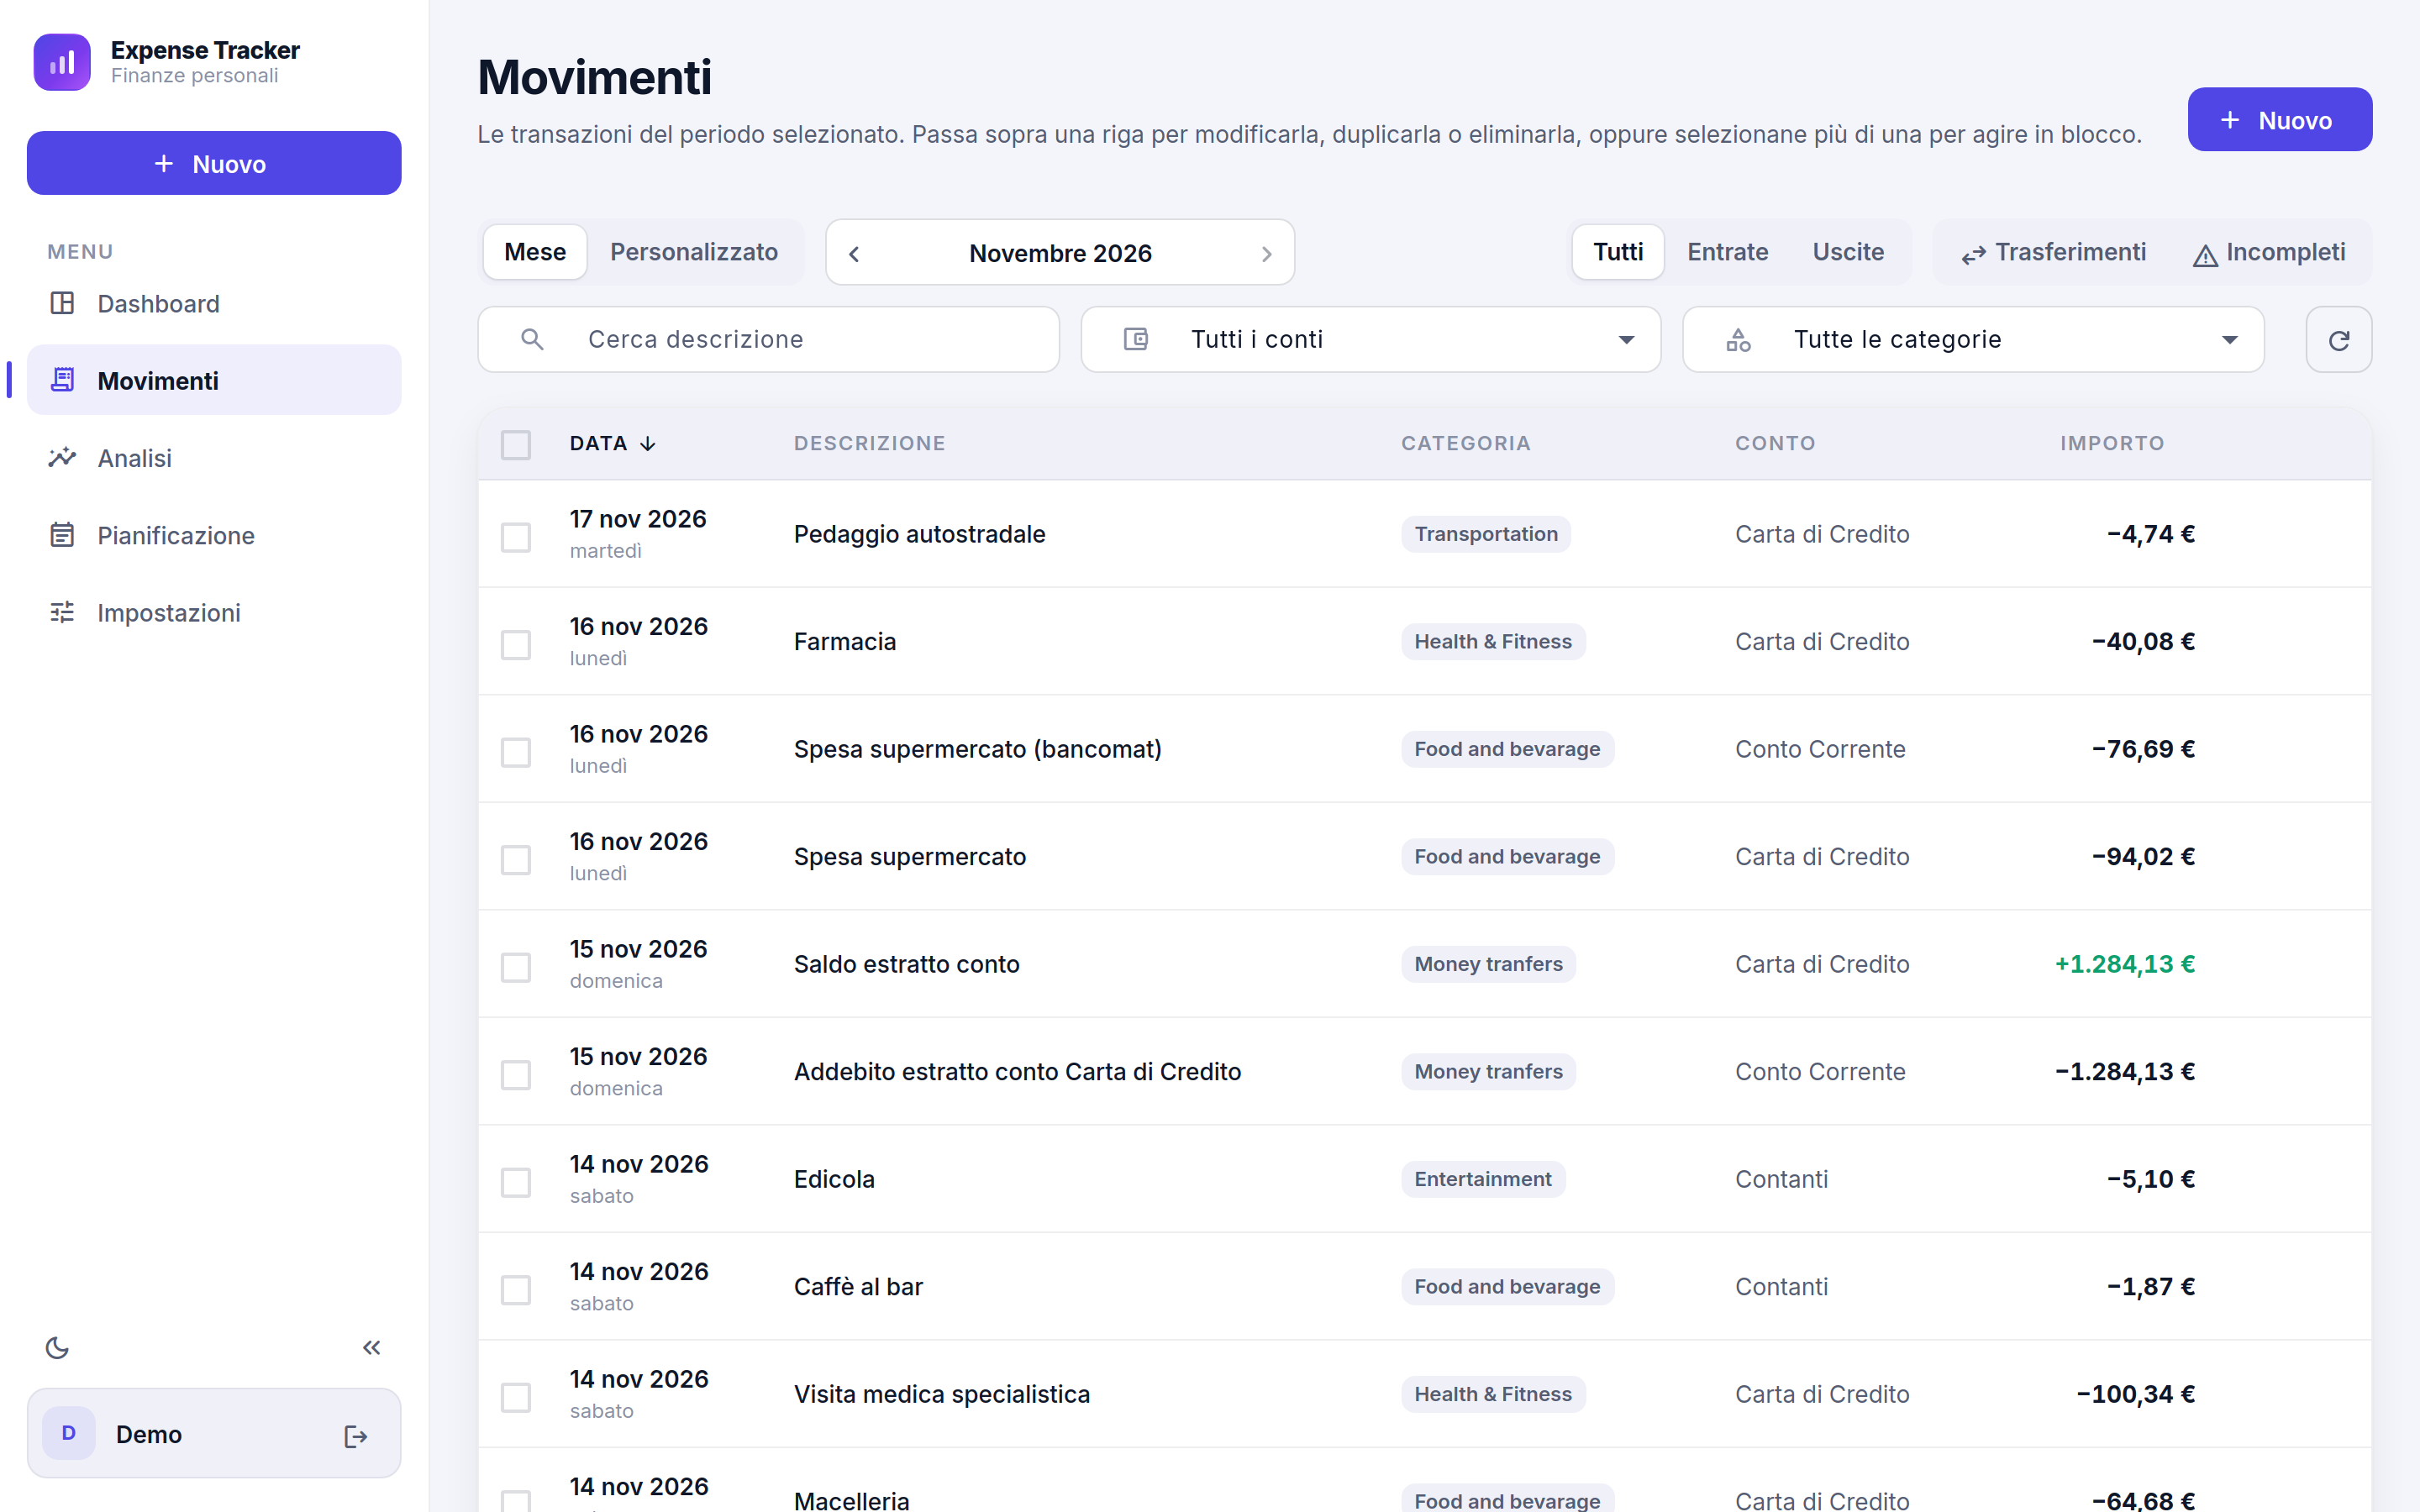 Expense Tracker
Finanze personali
Nuovo
MENU
Dashboard
Movimenti
Analisi
Pianificazione
Impostazioni
D
Demo
Movimenti
Le transazioni del periodo selezionato. Passa sopra una riga per modificarla, duplicarla o eliminarla, oppure selezionane più di una per agire in blocco.
Nuovo
Mese Personalizzato Novembre 2026 Tutti Entrate Uscite Trasferimenti Incompleti
Cerca descrizione Tutti i conti Tutte le categorie
DATA DESCRIZIONE CATEGORIA CONTO IMPORTO
17 nov 2026
martedì
Pedaggio autostradale Transportation Carta di Credito −4,74 €
16 nov 2026
lunedì
Farmacia Health & Fitness Carta di Credito −40,08 €
16 nov 2026
lunedì
Spesa supermercato (bancomat) Food and bevarage Conto Corrente −76,69 €
16 nov 2026
lunedì
Spesa supermercato Food and bevarage Carta di Credito −94,02 €
15 nov 2026
domenica
Saldo estratto conto Money tranfers Carta di Credito +1.284,13 €
15 nov 2026
domenica
Addebito estratto conto Carta di Credito Money tranfers Conto Corrente −1.284,13 €
14 nov 2026
sabato
Edicola Entertainment Contanti −5,10 €
14 nov 2026
sabato
Caffè al bar Food and bevarage Contanti −1,87 €
14 nov 2026
sabato
Visita medica specialistica Health & Fitness Carta di Credito −100,34 €
14 nov 2026
Macelleria Food and bevarage Carta di Credito −64,68 €